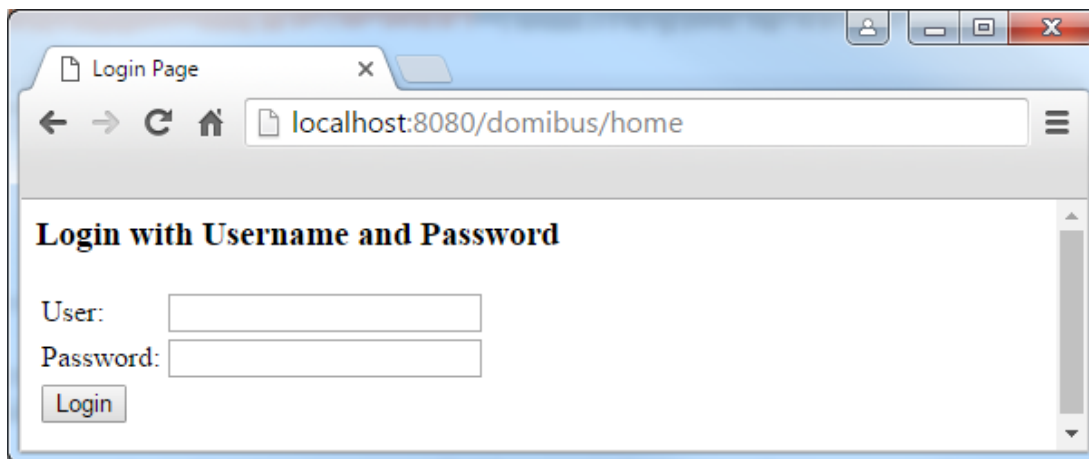 Login Page
localhost:8080/domibus/home
Login with Username and Password
User:
Password:
Login